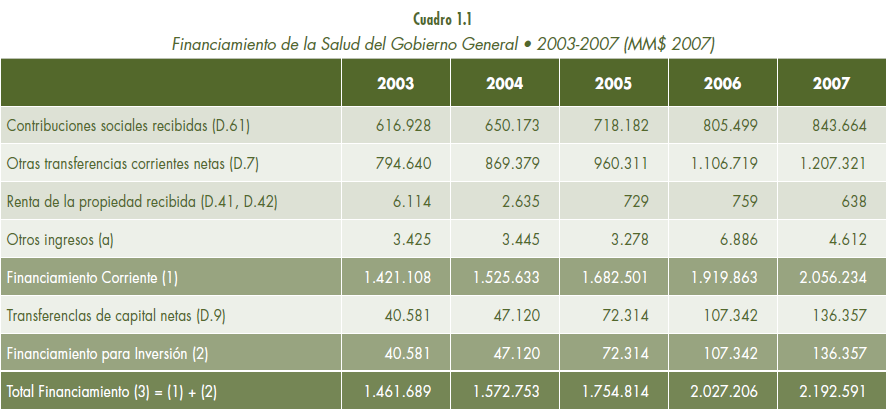 Cuadro 1.1
Financiamiento de la Salud del Gobierno General • 2003-2007 (MM$ 2007)
2003 2004 2005 2006 2007
Contribuciones sociales recibidas (D.61) 616.928 650.173 718.182 805.499 843.664
Otras transferencias corrientes netas (D.7) 794.640 869.379 960.311 1.106.719 1.207.321
Renta de la propiedad recibida (D.41, D.42) 6.114 2.635 729 759 638
Otros ingresos (a) 3.425 3.445 3.278 6.886 4.612
Financiamiento Corriente (1) 1.421.108 1.525.633 1.682.501 1.919.863 2.056.234
Transferenclas de capital netas (D.9) 40.581 47.120 72.314 107.342 136.357
Financiamiento para Inversión (2) 40.581 47.120 72.314 107.342 136.357
Total Financiamiento (3) = (1) + (2) 1.461.689 1.572.753 1.754.814 2.027.206 2.192.591